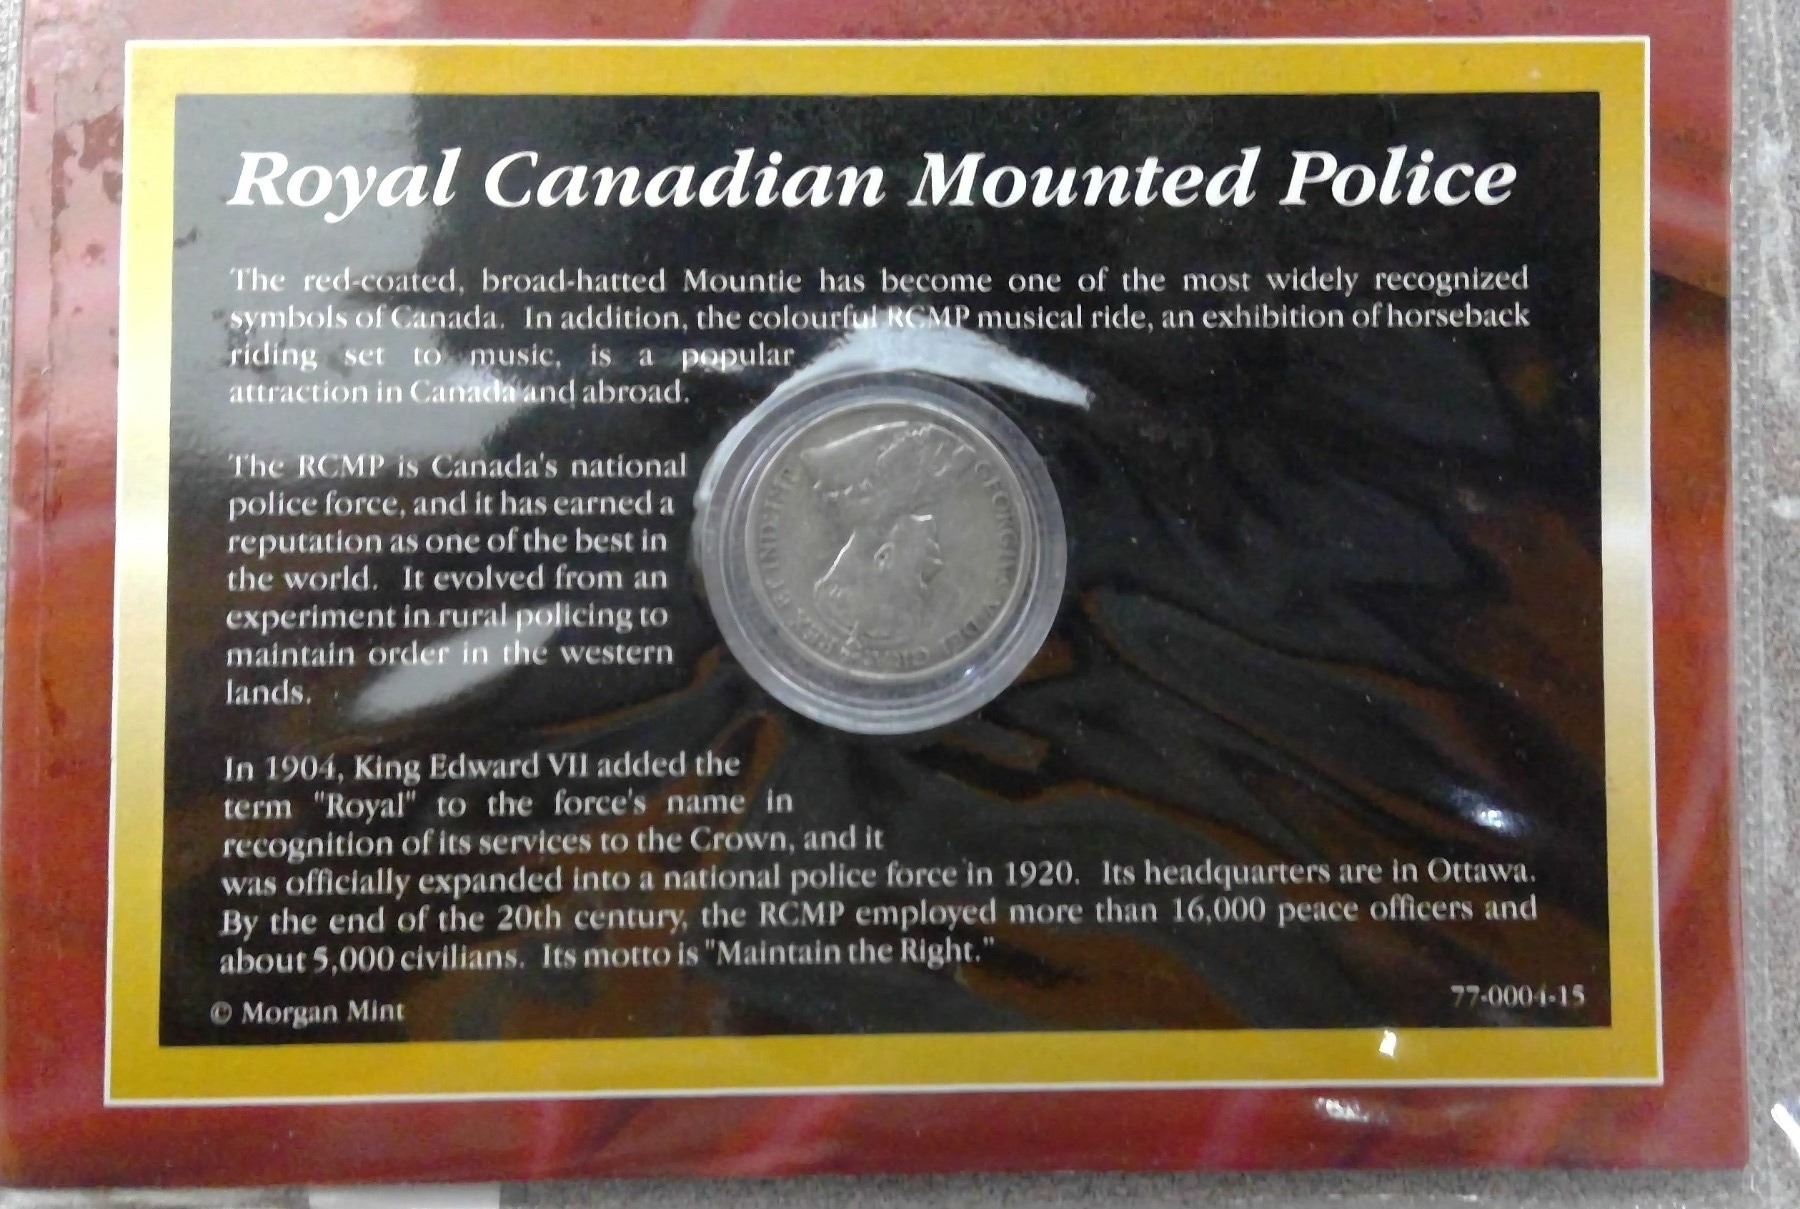 Royal Canadian Mounted Police
The red-coated, broad-hatted Mountie has become one of the most widely recognized
symbols of Canada. In addition, the colourful RCMP musical ride, an exhibition of horseback
riding set to music, is a popular
attraction in Canada and abroad.
The RCMP is Canada's national
police force, and it has earned a
reputation as one of the best in
the world. It evolved from an
experiment in rural policing to
maintain order in the western
lands.
In 1904, King Edward VII added the
term "Royal" to the force's name in
recognition of its services to the Crown, and it
was officially expanded into a national police force in 1920. Its headquarters are in Ottawa.
By the end of the 20th century, the RCMP employed more than 16,000 peace officers and
about 5,000 civilians. Its motto is "Maintain the Right."
© Morgan Mint
77-0004-15
GEORGIVS V DEI GRA: REX ET IND:IMP: